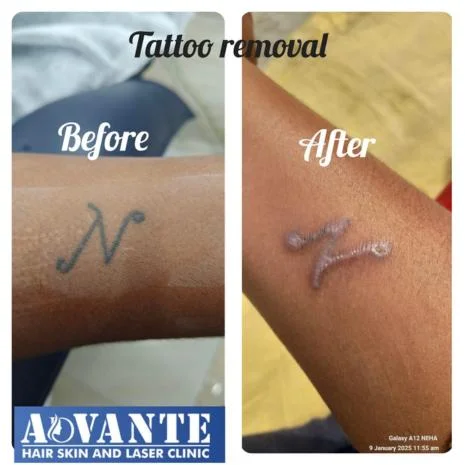 Tattoo removal
Before
After
N
ADVANTE
HAIR SKIN AND LASER CLINIC
Galaxy A12 NEHA
9 January 2025 11:55 am